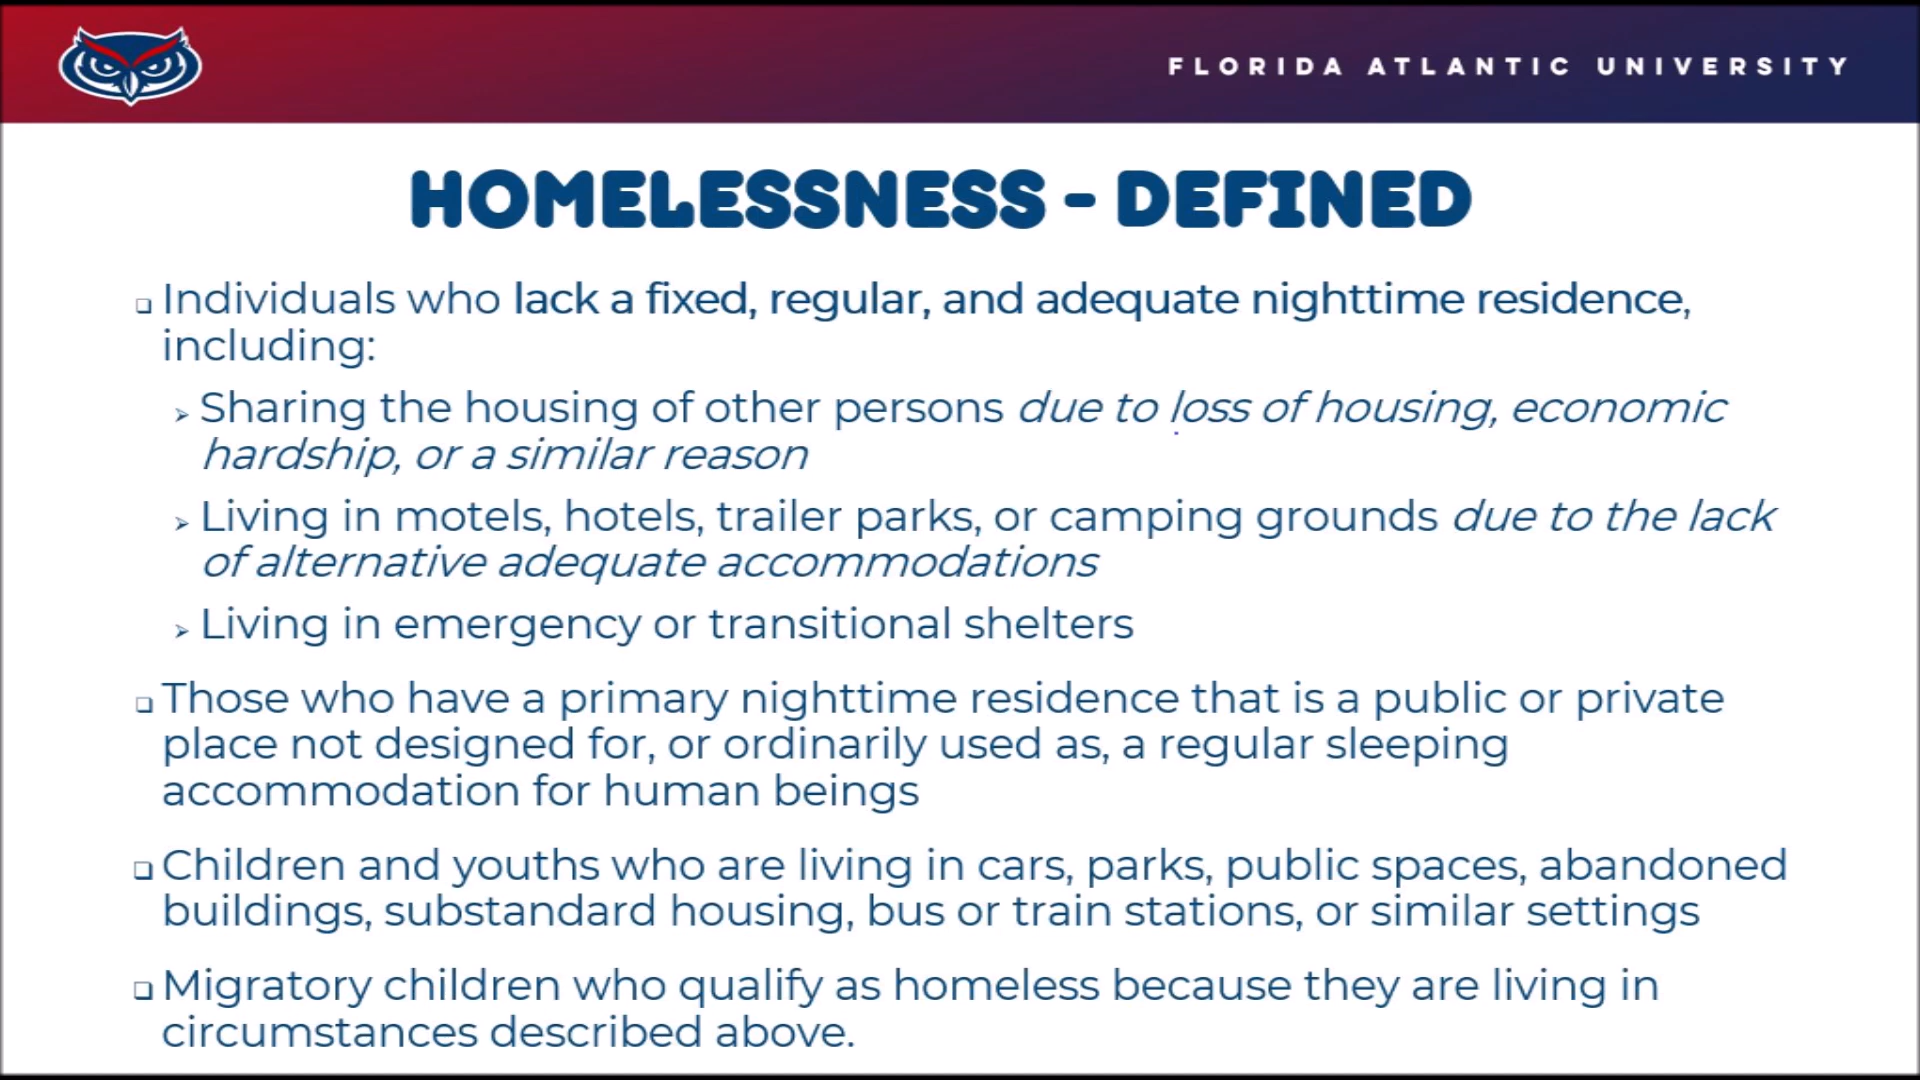 FLORIDA ATLANTIC UNIVERSITY
HOMELESSNESS - DEFINED
❑ Individuals who lack a fixed, regular, and adequate nighttime residence,
including:
➢ Sharing the housing of other persons due to loss of housing, economic
hardship, or a similar reason
➢ Living in motels, hotels, trailer parks, or camping grounds due to the lack
of alternative adequate accommodations
➢ Living in emergency or transitional shelters
❑ Those who have a primary nighttime residence that is a public or private
place not designed for, or ordinarily used as, a regular sleeping
accommodation for human beings
❑ Children and youths who are living in cars, parks, public spaces, abandoned
buildings, substandard housing, bus or train stations, or similar settings
❑ Migratory children who qualify as homeless because they are living in
circumstances described above.